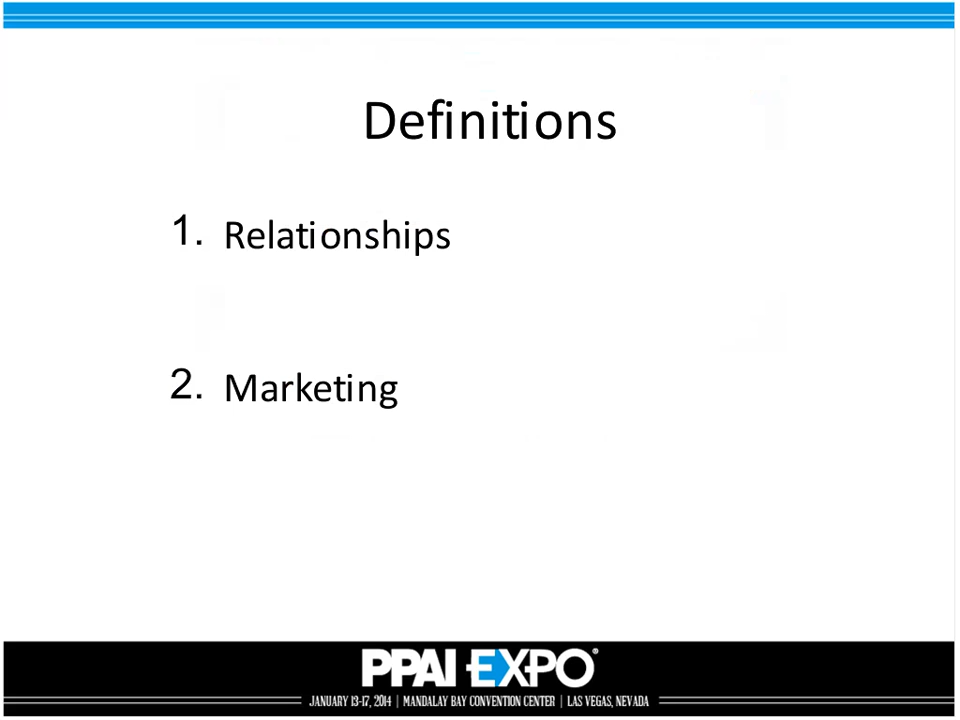 Definitions
1. Relationships
2. Marketing
PPAI EXPO®
JANUARY 13-17, 2014 | MANDALAY BAY CONVENTION CENTER | LAS VEGAS, NEVADA